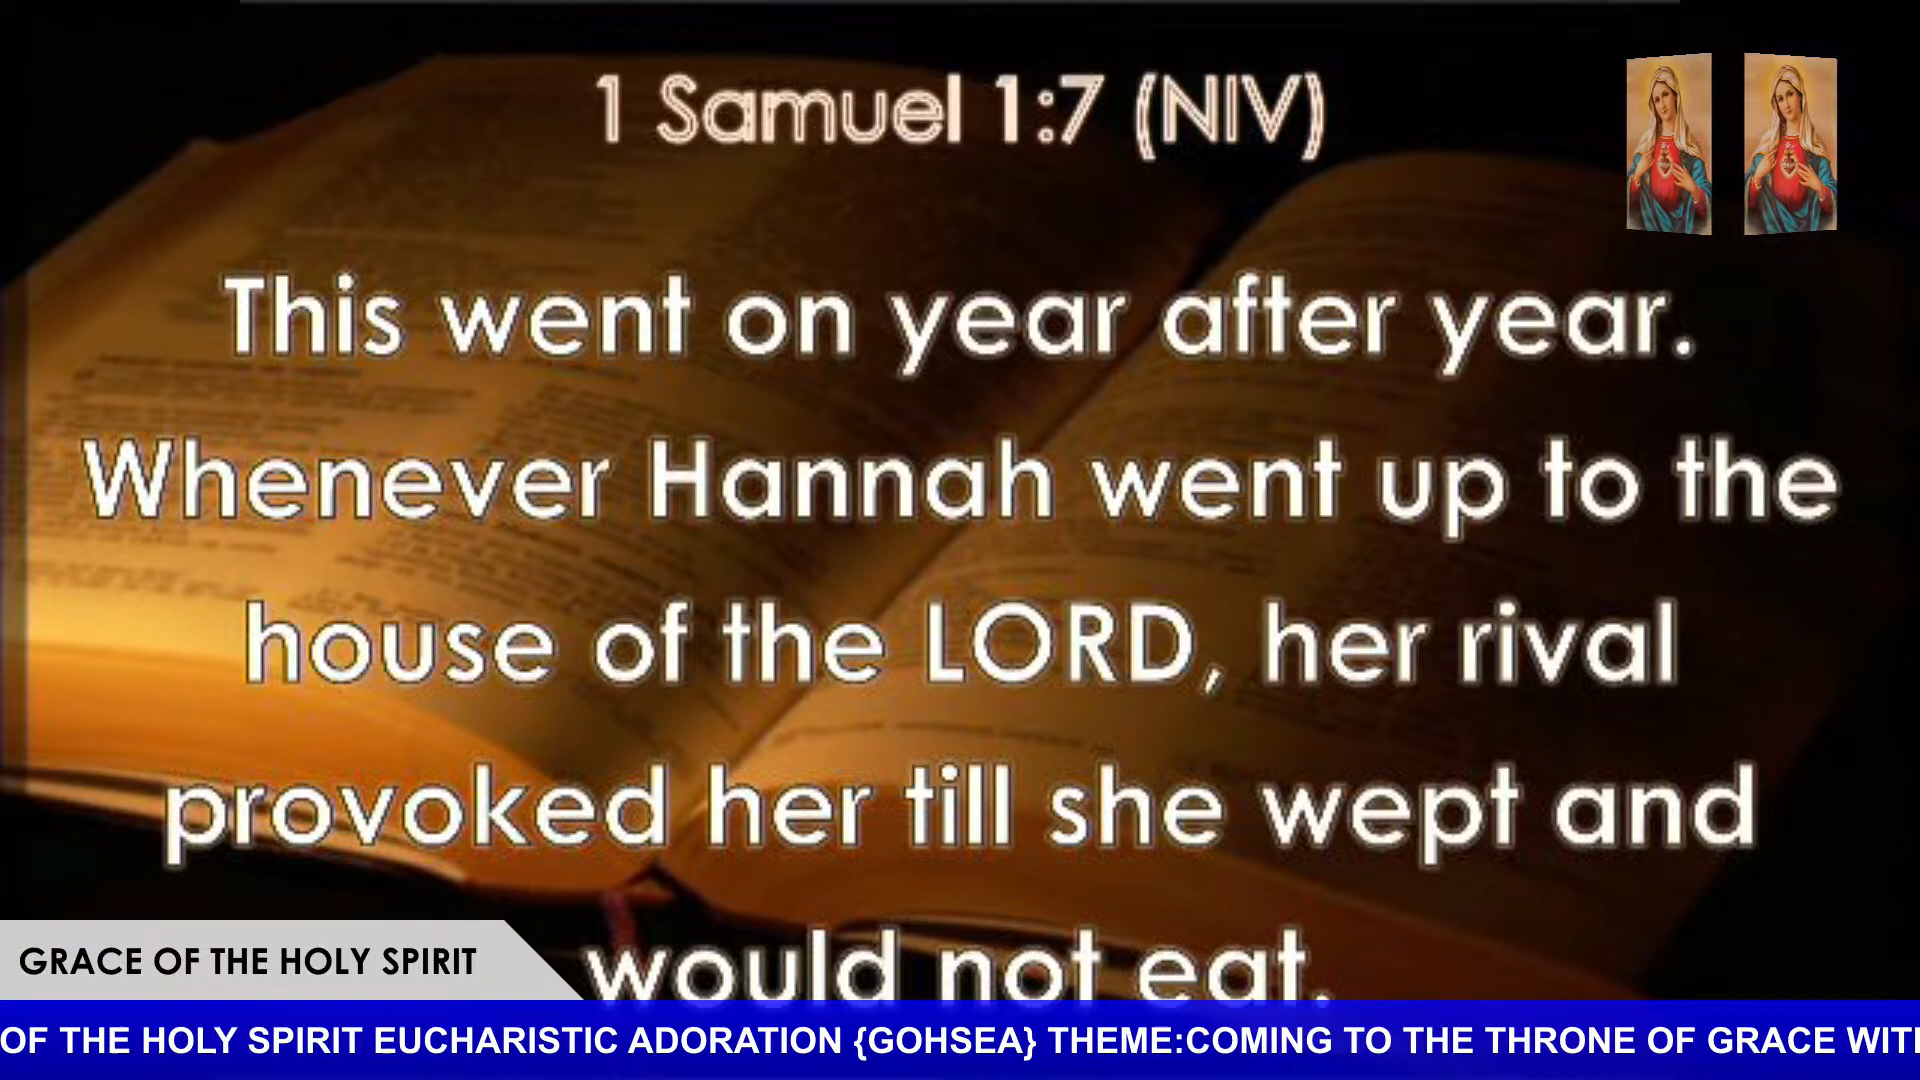 1 Samuel 1:7 (NIV)
This went on year after year.
Whenever Hannah went up to the
house of the LORD, her rival
provoked her till she wept and
would not eat.
GRACE OF THE HOLY SPIRIT
OF THE HOLY SPIRIT EUCHARISTIC ADORATION {GOHSEA} THEME:COMING TO THE THRONE OF GRACE WITH